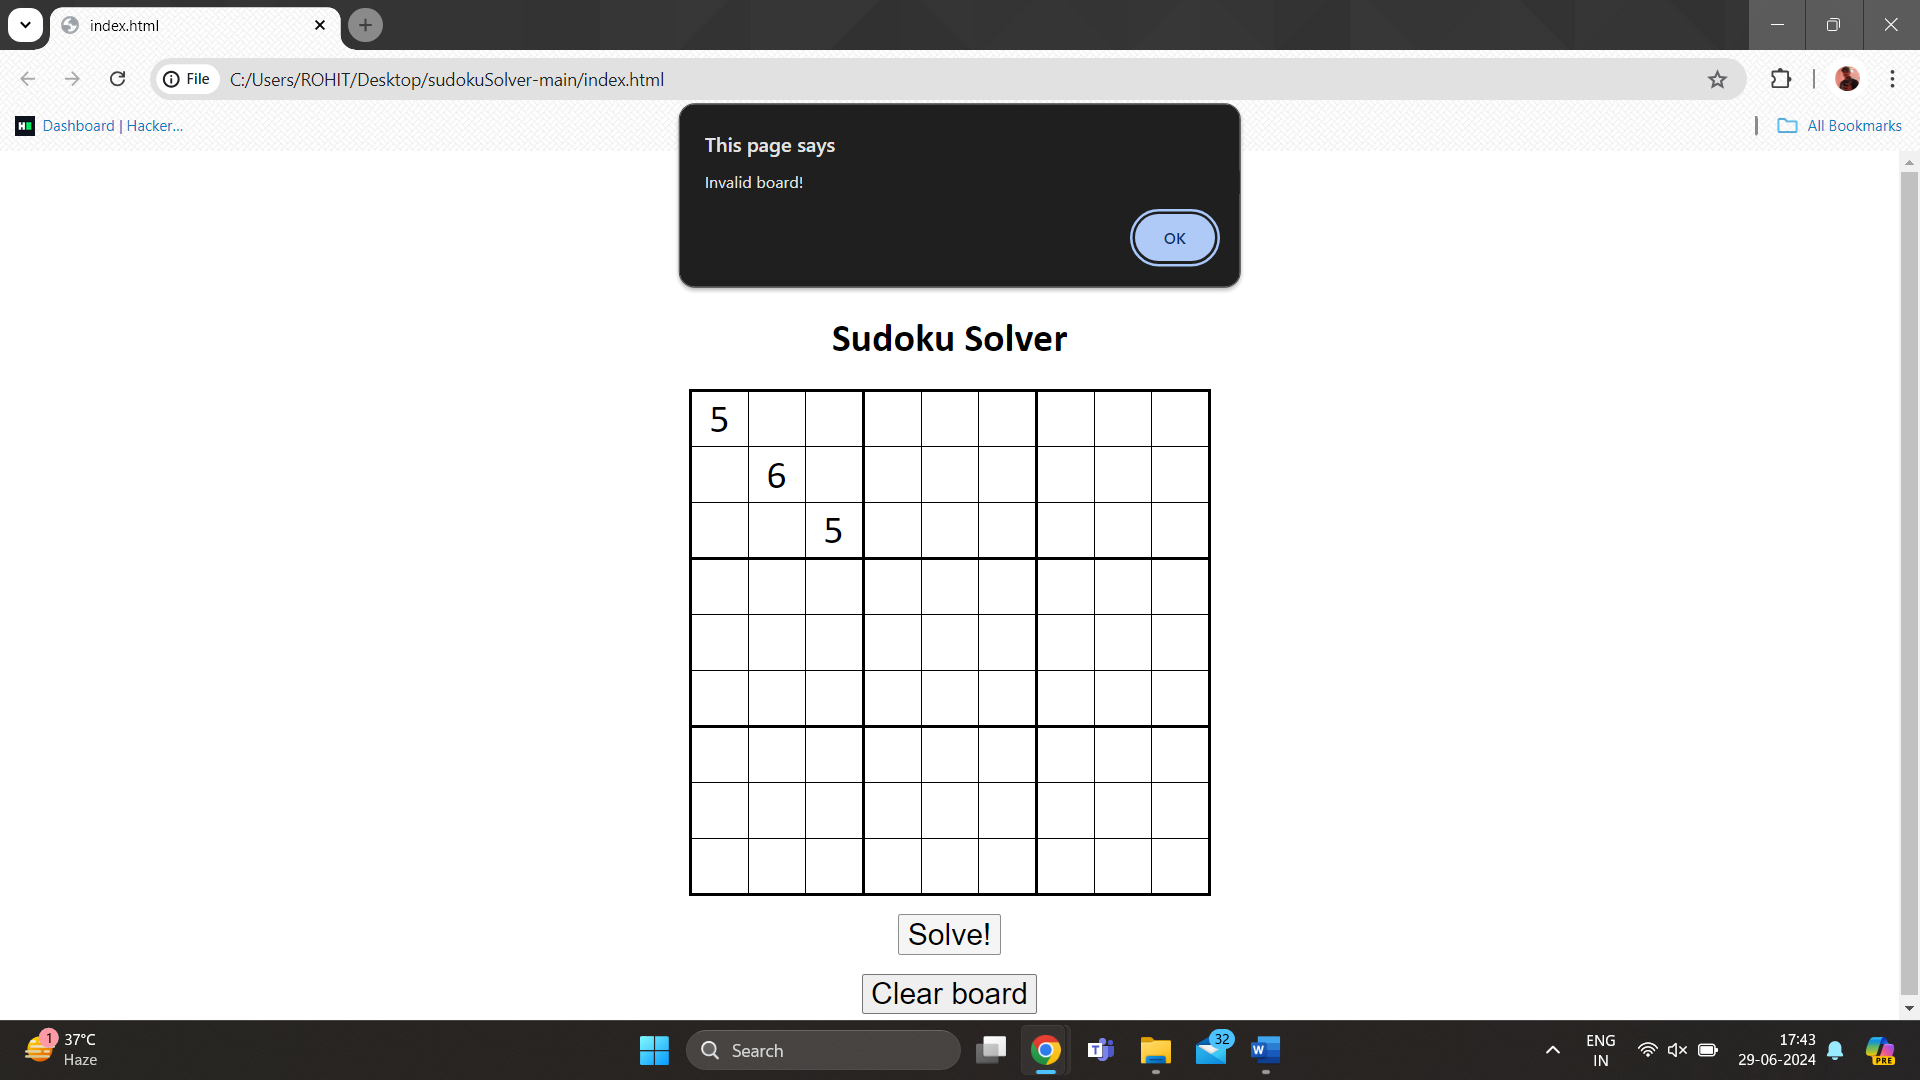 index.html
File
C:/Users/ROHIT/Desktop/sudokuSolver-main/index.html
Dashboard | Hacker...
All Bookmarks
This page says
Invalid board!
OK
Sudoku Solver
5
6
5
Solve!
Clear board
1
37°C
Haze
Search
32
W
ENG
IN
17:43
29-06-2024
PRE